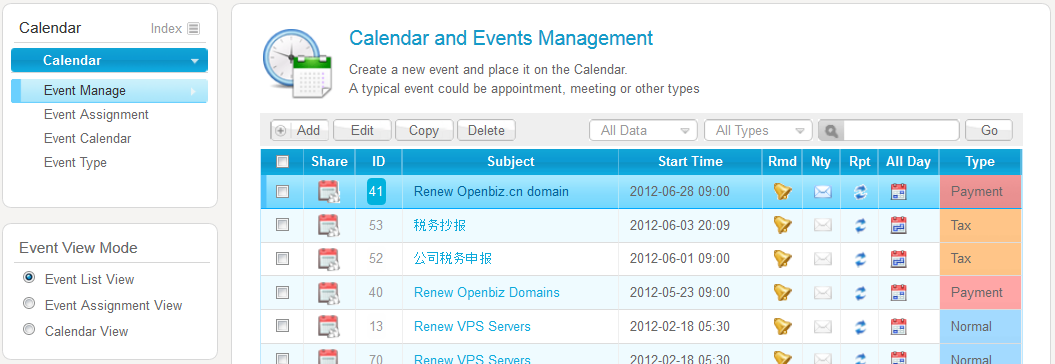 Calendar Index
Calendar
Event Manage
Event Assignment
Event Calendar
Event Type
Event View Mode
Event List View
Event Assignment View
Calendar View
Calendar and Events Management
Create a new event and place it on the Calendar.
A typical event could be appointment, meeting or other types
Add Edit Copy Delete All Data All Types Go
Share ID Subject Start Time Rmd Nty Rpt All Day Type
41 Renew Openbiz.cn domain 2012-06-28 09:00 Payment
53 税务抄报 2012-06-03 20:09 Tax
52 公司税务申报 2012-06-01 09:00 Tax
40 Renew Openbiz Domains 2012-05-23 09:00 Payment
13 Renew VPS Servers 2012-02-18 05:30 Normal
70 Renew VPS Servers 2012-02-18 05:30 Normal